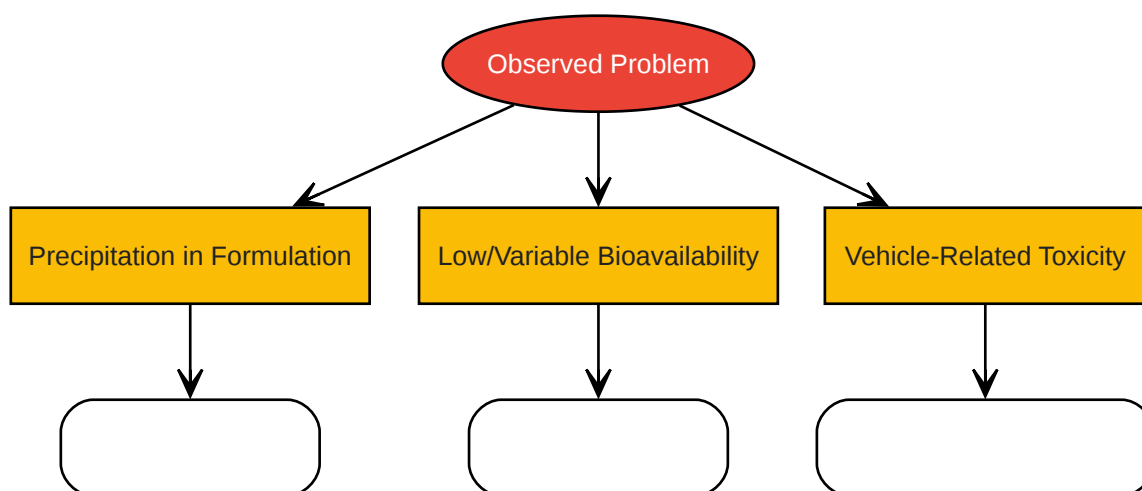 Observed Problem
Precipitation in Formulation
Low/Variable Bioavailability
Vehicle-Related Toxicity